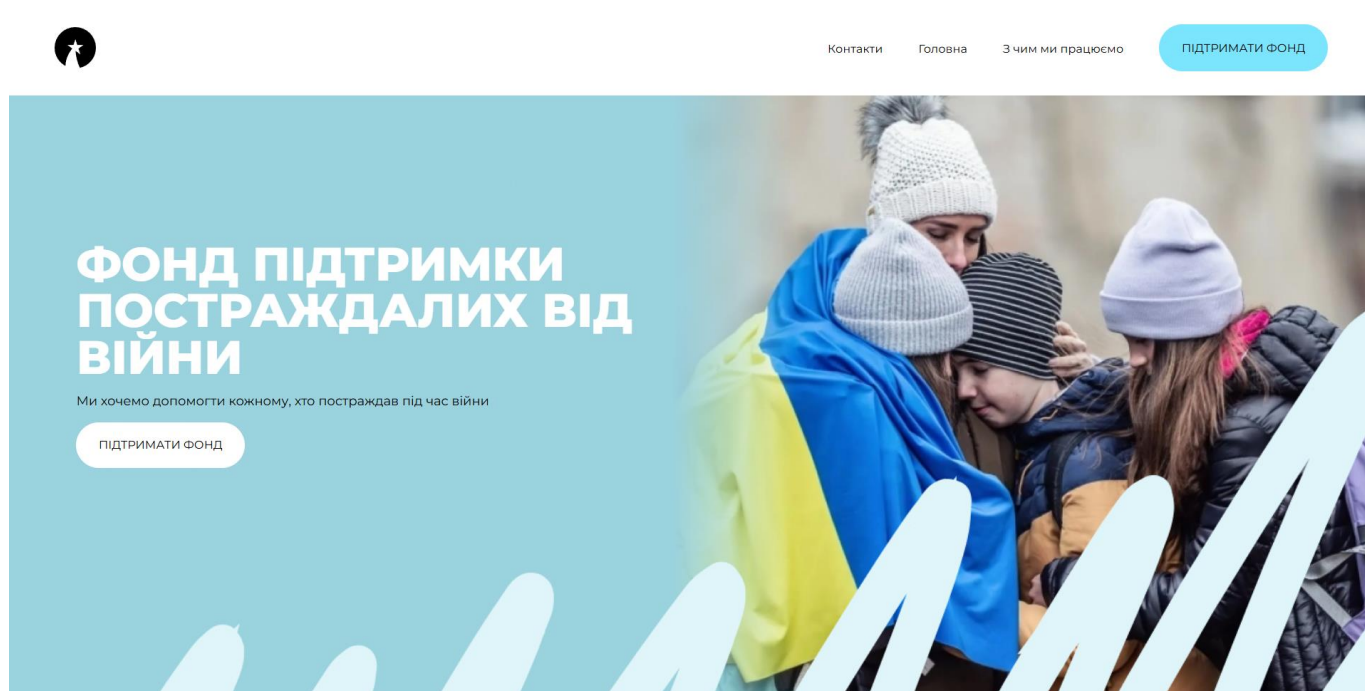 Контакти
Головна
З чим ми працюємо
ПІДТРИМАТИ ФОНД
ФОНД ПІДТРИМКИ
ПОСТРАЖДАЛИХ ВІД
ВІЙНИ
Ми хочемо допомогти кожному, хто постраждав під час війни
ПІДТРИМАТИ ФОНД